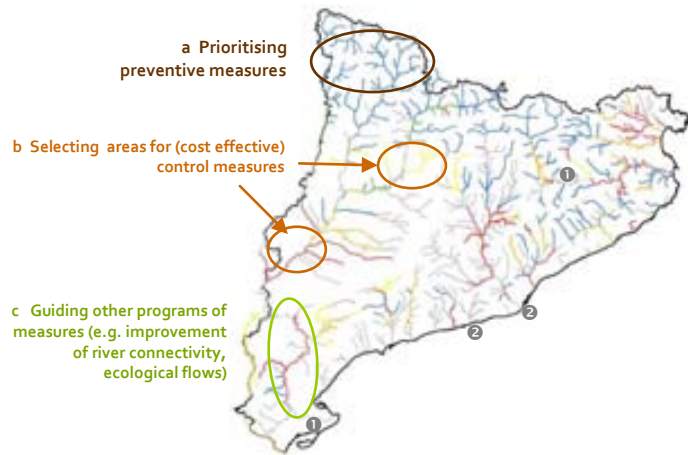 a Prioritising
preventive measures
b Selecting areas for (cost effective)
control measures
1
2
2
c Guiding other programs of
measures (e.g. improvement
of river connectivity,
ecological flows)
1